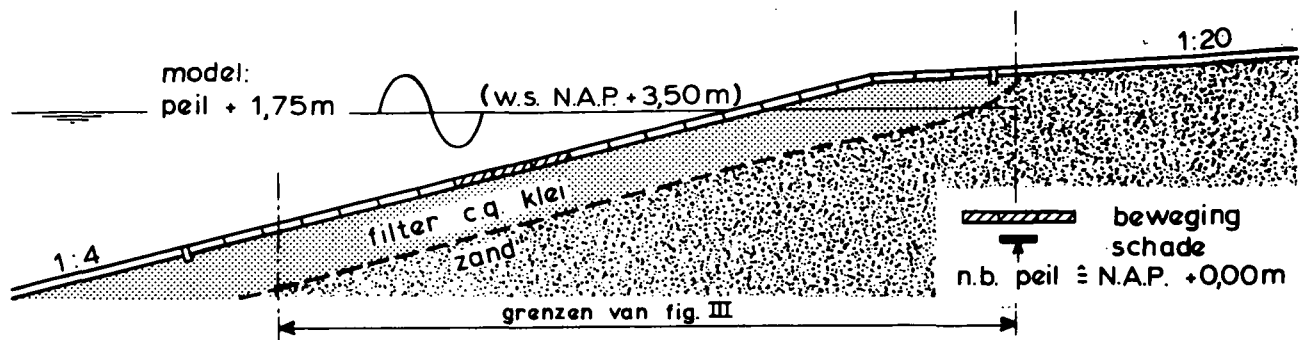 1:20
model:
peil + 1,75m
(w.s. N.A.P. + 3,50m)
filter c.q. klei
zand
1:4
beweging
schade
n.b. peil ≙ N.A.P. +0,00m
grenzen van fig. III